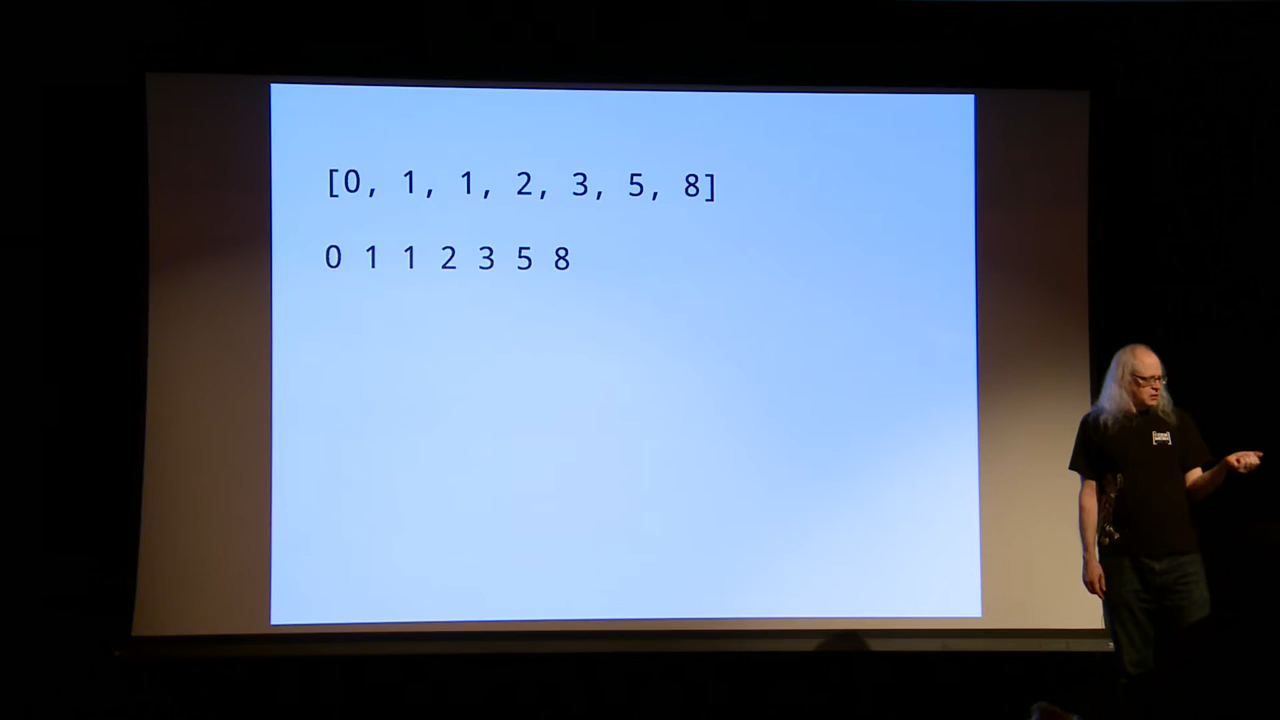 [0, 1, 1, 2, 3, 5, 8]
0 1 1 2 3 5 8